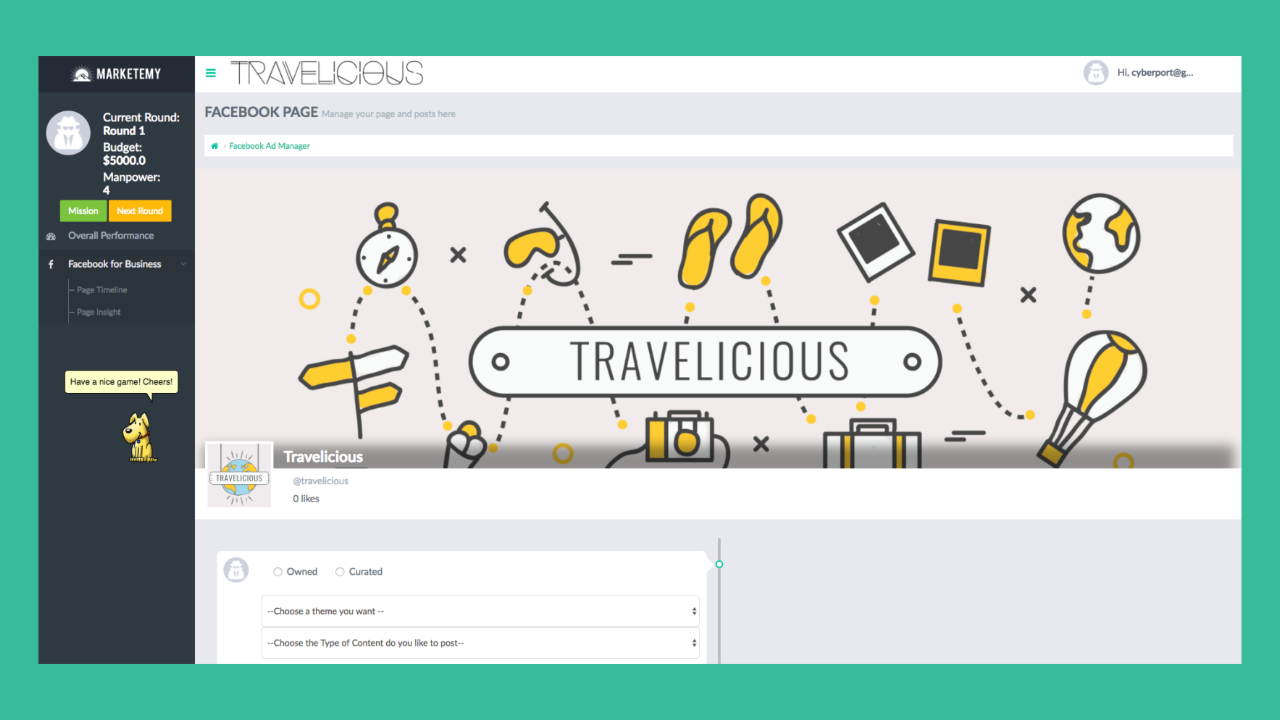 MARKETEMY
TRAVELICIOUS
Hi, cyberport@g...
Current Round:
Round 1
Budget:
$5000.0
Manpower:
4
Mission
Next Round
Overall Performance
Facebook for Business
Page Timeline
Page Insight
Have a nice game! Cheers!
FACEBOOK PAGE Manage your page and posts here
Facebook Ad Manager
TRAVELICIOUS
TRAVELICIOUS
Travelicious
@travelicious
0 likes
Owned
Curated
--Choose a theme you want --
--Choose the Type of Content do you like to post--